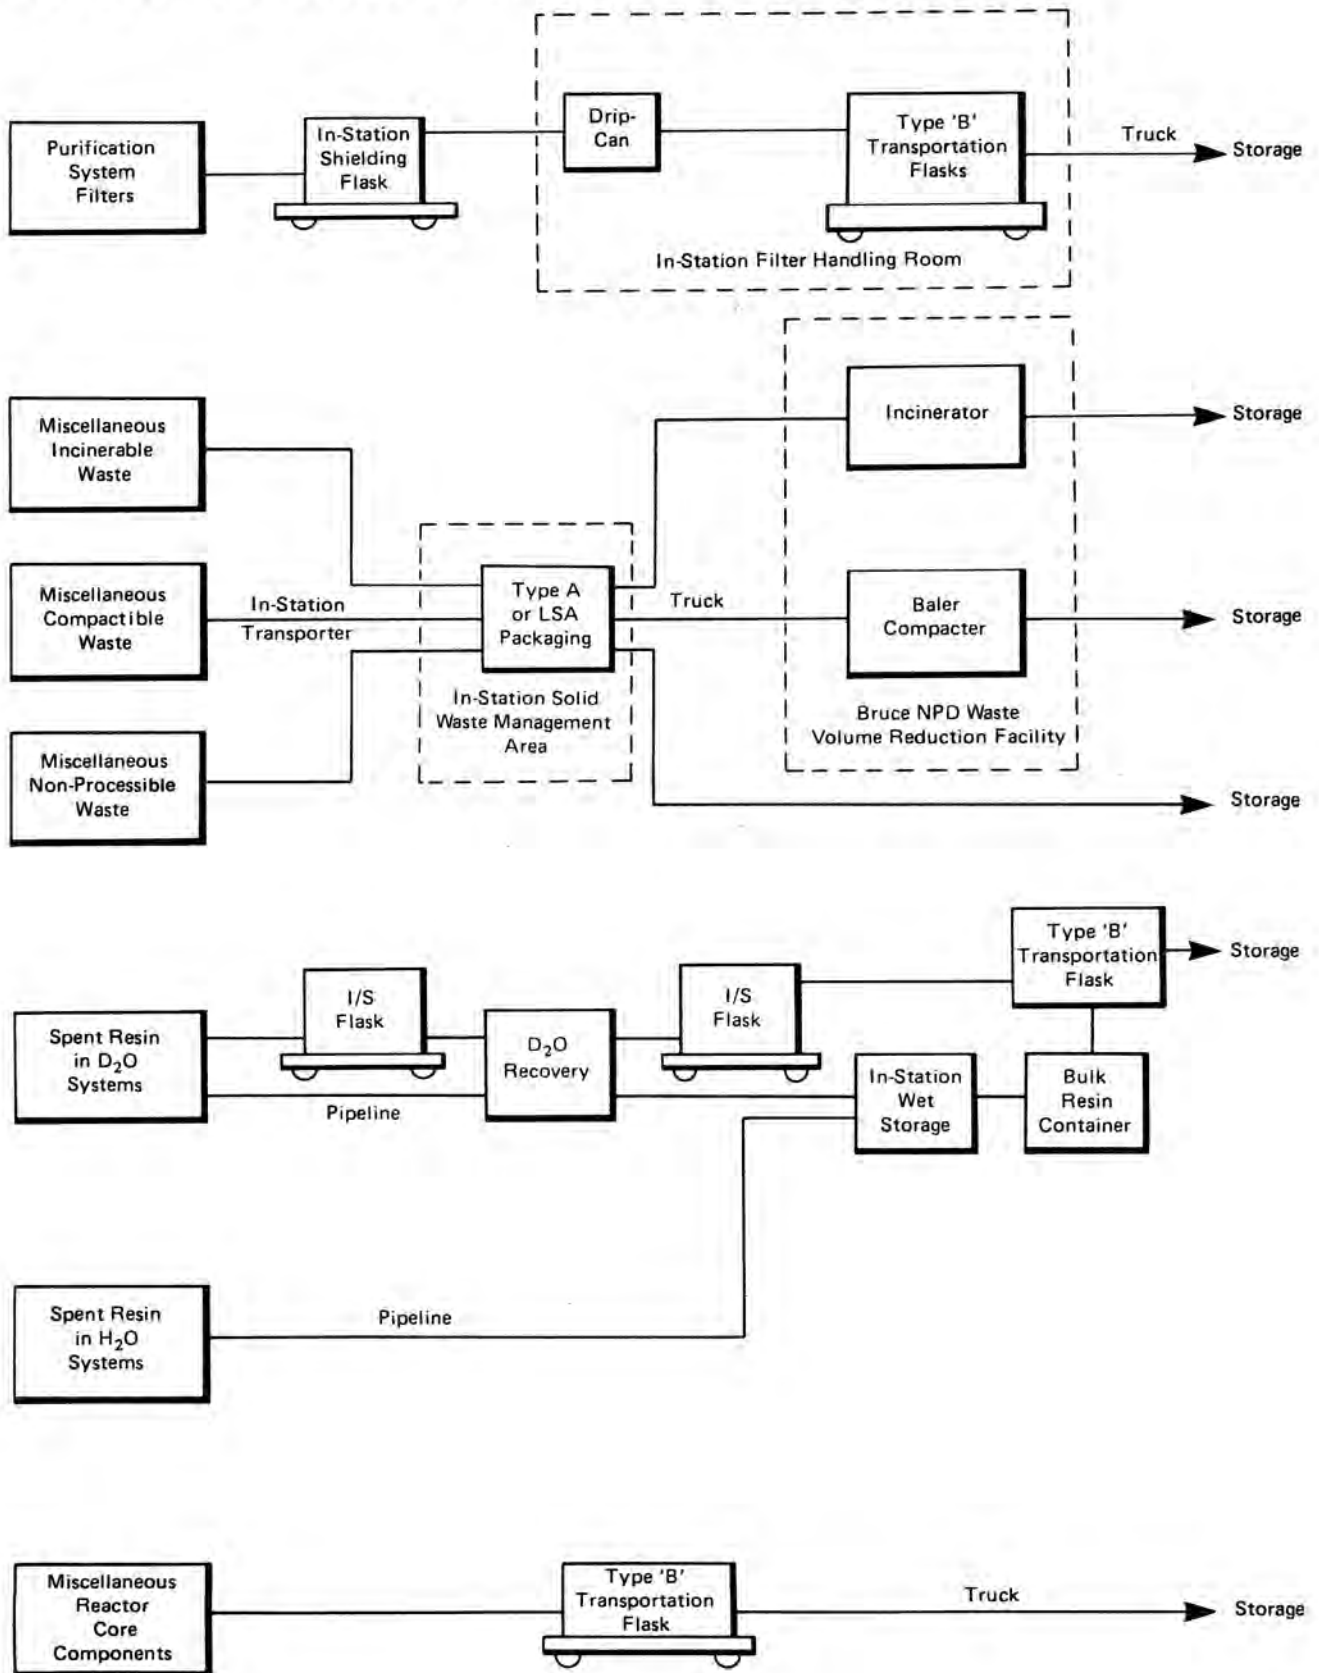 Purification
System
Filters
In-Station
Shielding
Flask
Drip-
Can
Type 'B'
Transportation
Flasks
Truck
Storage
In-Station Filter Handling Room
Miscellaneous
Incinerable
Waste
Incinerator
Storage
Miscellaneous
Compactible
Waste
In-Station
Transporter
Type A
or LSA
Packaging
Truck
Baler
Compacter
Storage
In-Station Solid
Waste Management
Area
Bruce NPD Waste
Volume Reduction Facility
Miscellaneous
Non-Processible
Waste
Storage
Spent Resin
in D₂O
Systems
I/S
Flask
Pipeline
D₂O
Recovery
I/S
Flask
Type 'B'
Transportation
Flask
Storage
In-Station
Wet
Storage
Bulk
Resin
Container
Spent Resin
in H₂O
Systems
Pipeline
Miscellaneous
Reactor
Core
Components
Type 'B'
Transportation
Flask
Truck
Storage